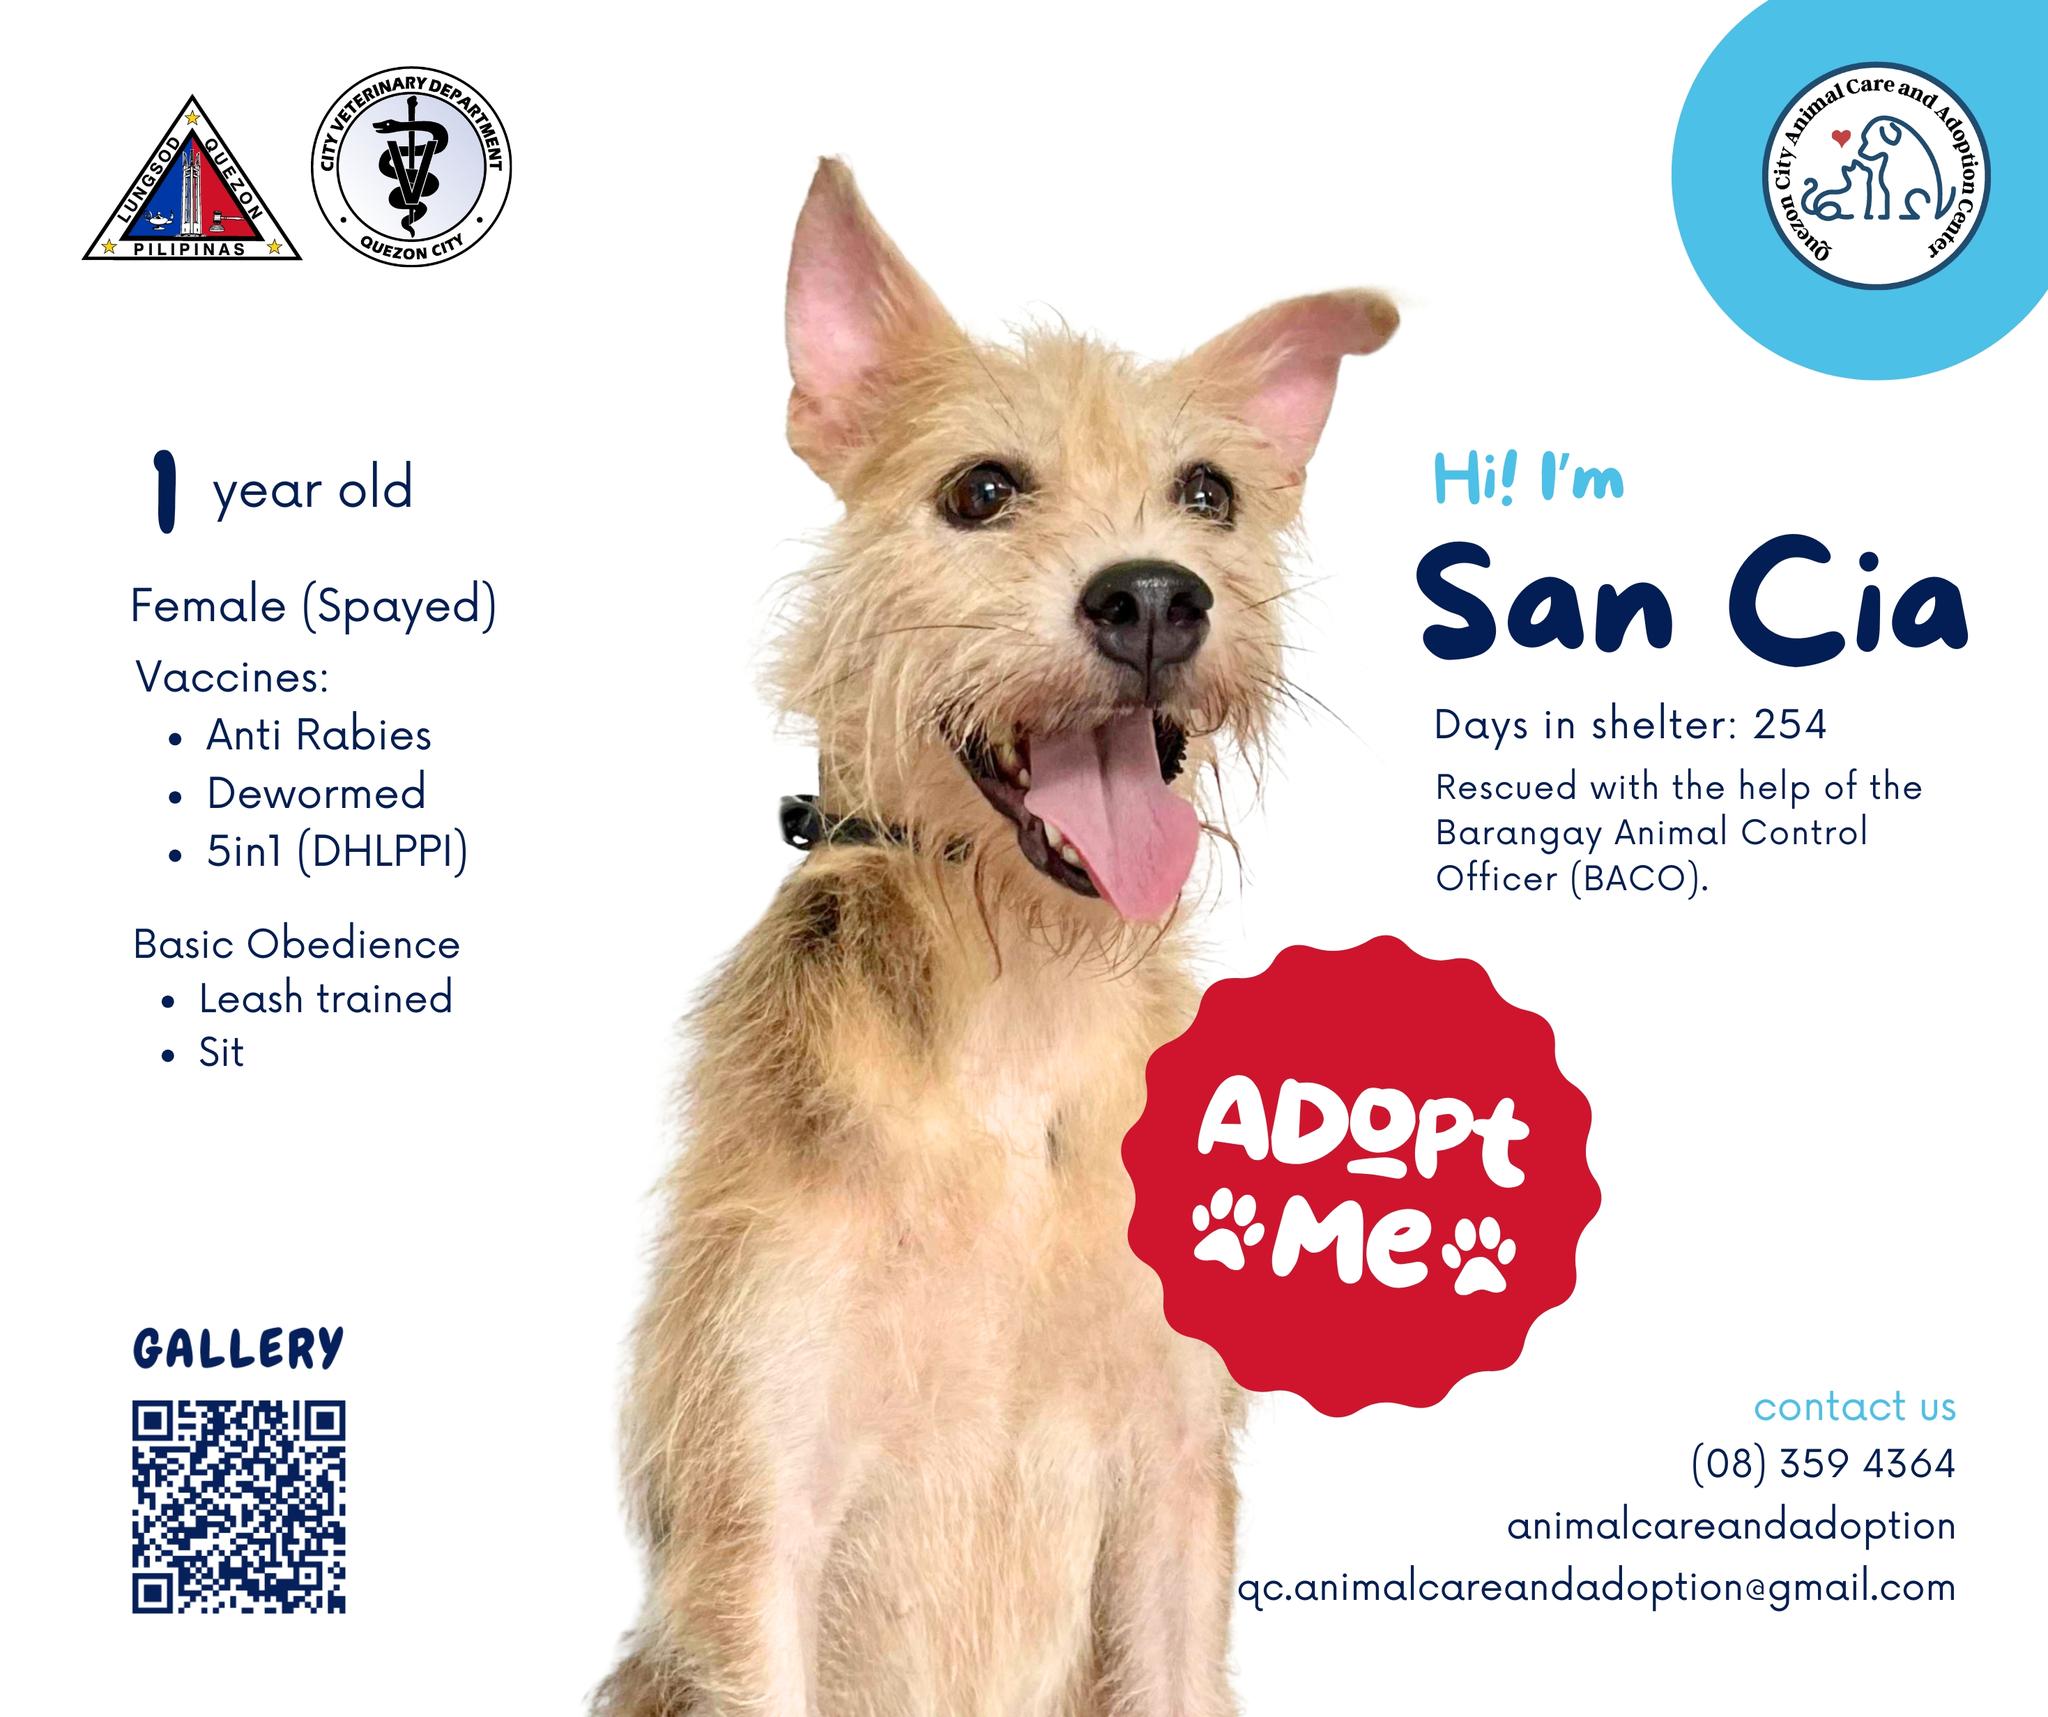 LUNGSOD QUEZON
PILIPINAS
CITY VETERINARY DEPARTMENT
V
QUEZON CITY
Quezon City Animal Care and Adoption Center
1 year old
Female (Spayed)
Vaccines:
• Anti Rabies
• Dewormed
• 5in1 (DHLPPI)
Basic Obedience
• Leash trained
• Sit
GALLERY
Hi! I'm
San Cia
Days in shelter: 254
Rescued with the help of the
Barangay Animal Control
Officer (BACO).
ADOPt
Me
contact us
(08) 359 4364
animalcareandadoption
qc.animalcareandadoption@gmail.com